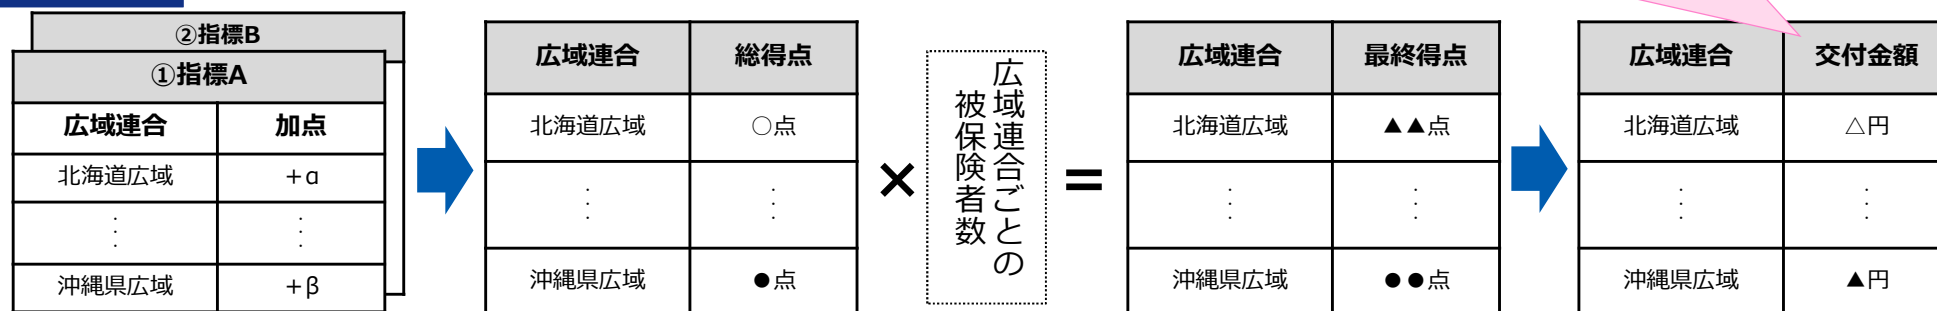 ②指標B
①指標A
広域連合 加点
北海道広域 +α
: :
沖縄県広域 +β
広域連合 総得点
北海道広域 ○点
: :
沖縄県広域 ●点
×
広域連合ごとの
被保険者数
=
広域連合 最終得点
北海道広域 ▲▲点
: :
沖縄県広域 ●●点
広域連合 交付金額
北海道広域 △円
: :
沖縄県広域 ▲円